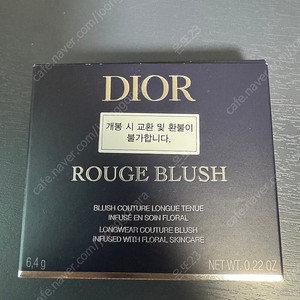 DIOR
개봉 시 교환 및 환불이
불가합니다.
ROUGE BLUSH
BLUSH COUTURE LONGUE TENUE
INFUSÉ EN SOIN FLORAL
LONGWEAR COUTURE BLUSH
INFUSED WITH FLORAL SKINCARE
6,4 g
NET WT. 0.22 OZ